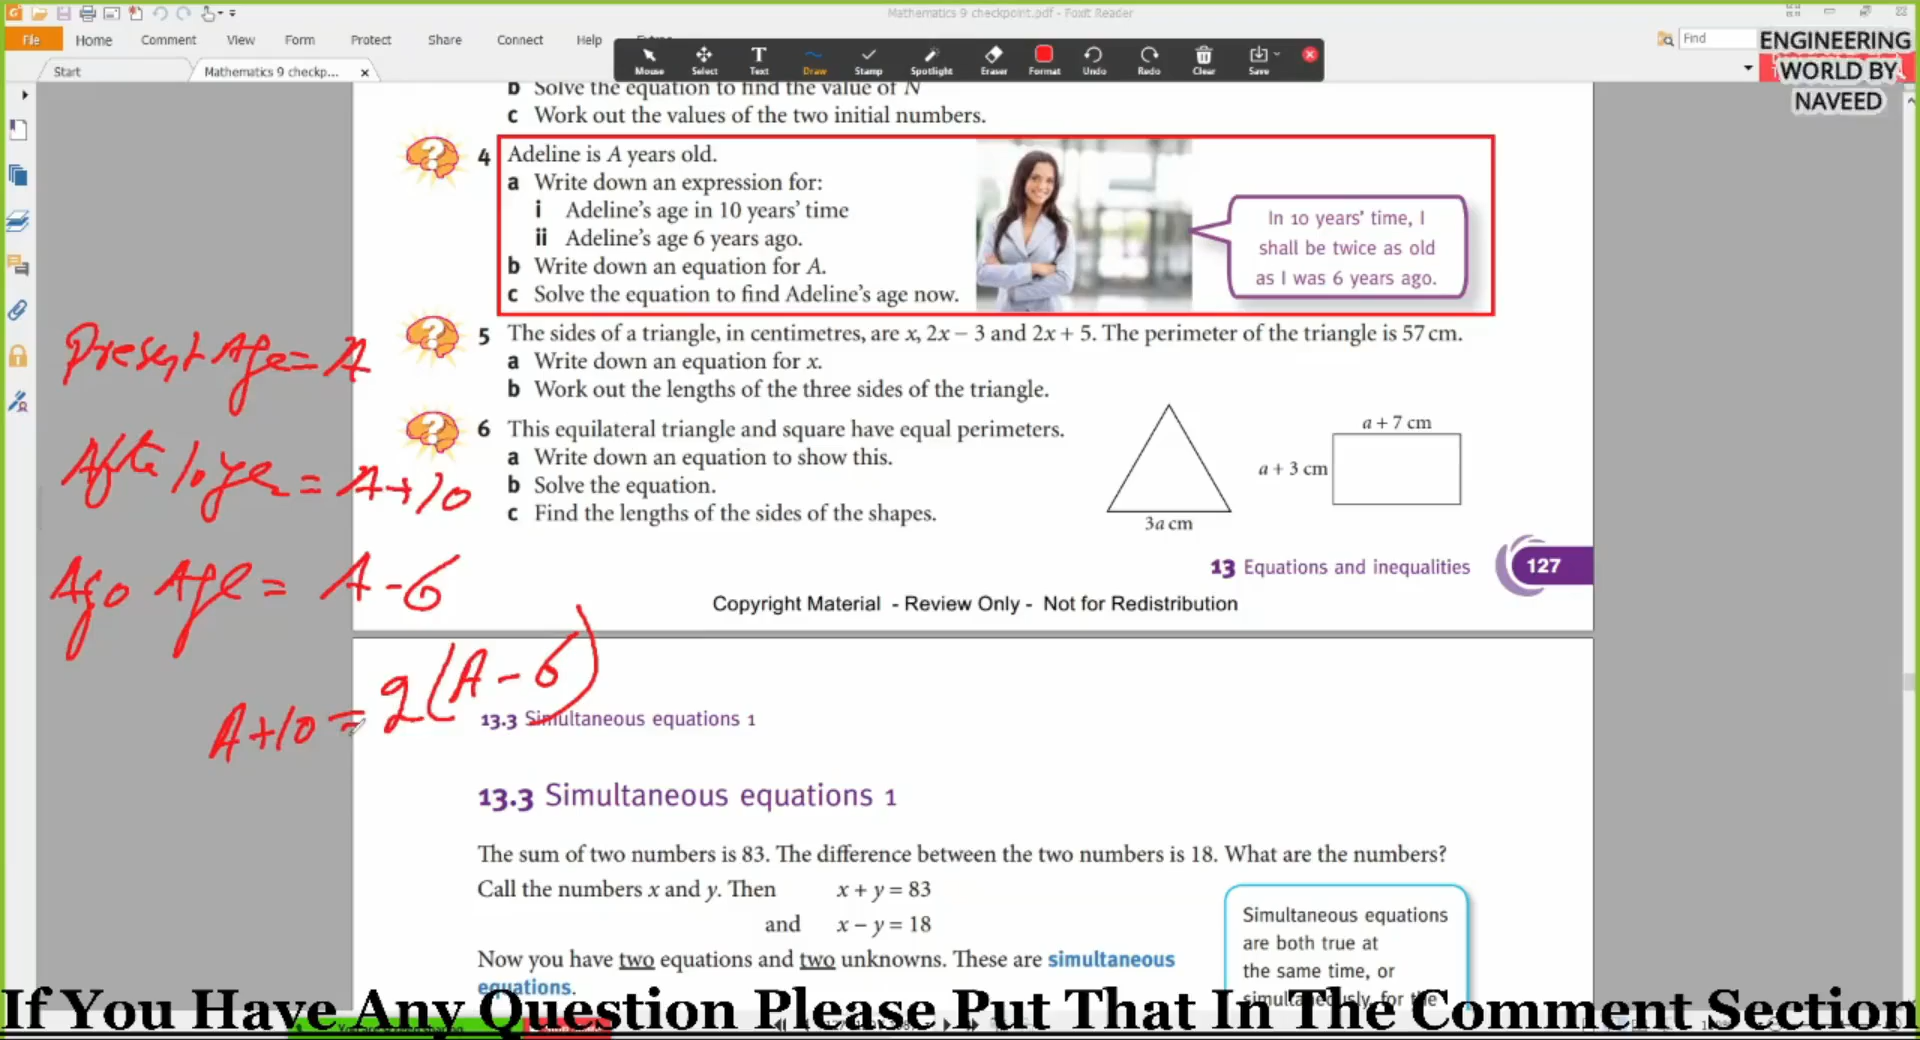 Mathematics 9 checkpoint.pdf - Foxit Reader
File Home Comment View Form Protect Share Connect Help Extras
Find
ENGINEERING
WORLD BY
NAVEED
Start Mathematics 9 checkp... x
Mouse Select Text Draw Stamp Spotlight Eraser Format Undo Redo Clear Save
b Solve the equation to find the value of N
c Work out the values of the two initial numbers.
4 Adeline is A years old.
a Write down an expression for:
i Adeline's age in 10 years' time
ii Adeline's age 6 years ago.
b Write down an equation for A.
c Solve the equation to find Adeline's age now.
In 10 years' time, I
shall be twice as old
as I was 6 years ago.
5 The sides of a triangle, in centimetres, are x, 2x − 3 and 2x + 5. The perimeter of the triangle is 57 cm.
a Write down an equation for x.
b Work out the lengths of the three sides of the triangle.
6 This equilateral triangle and square have equal perimeters.
a Write down an equation to show this.
b Solve the equation.
c Find the lengths of the sides of the shapes.
a + 7 cm
a + 3 cm
3a cm
13 Equations and inequalities 127
Copyright Material - Review Only - Not for Redistribution
Present Age = A
After 10 year = A+10
Ago Age = A-6
A+10 = 2(A-6)
13.3 Simultaneous equations 1
13.3 Simultaneous equations 1
The sum of two numbers is 83. The difference between the two numbers is 18. What are the numbers?
Call the numbers x and y. Then x + y = 83
and x − y = 18
Now you have two equations and two unknowns. These are simultaneous
equations.
Simultaneous equations
are both true at
the same time, or
simultaneously, for the
If You Have Any Question Please Put That In The Comment Section